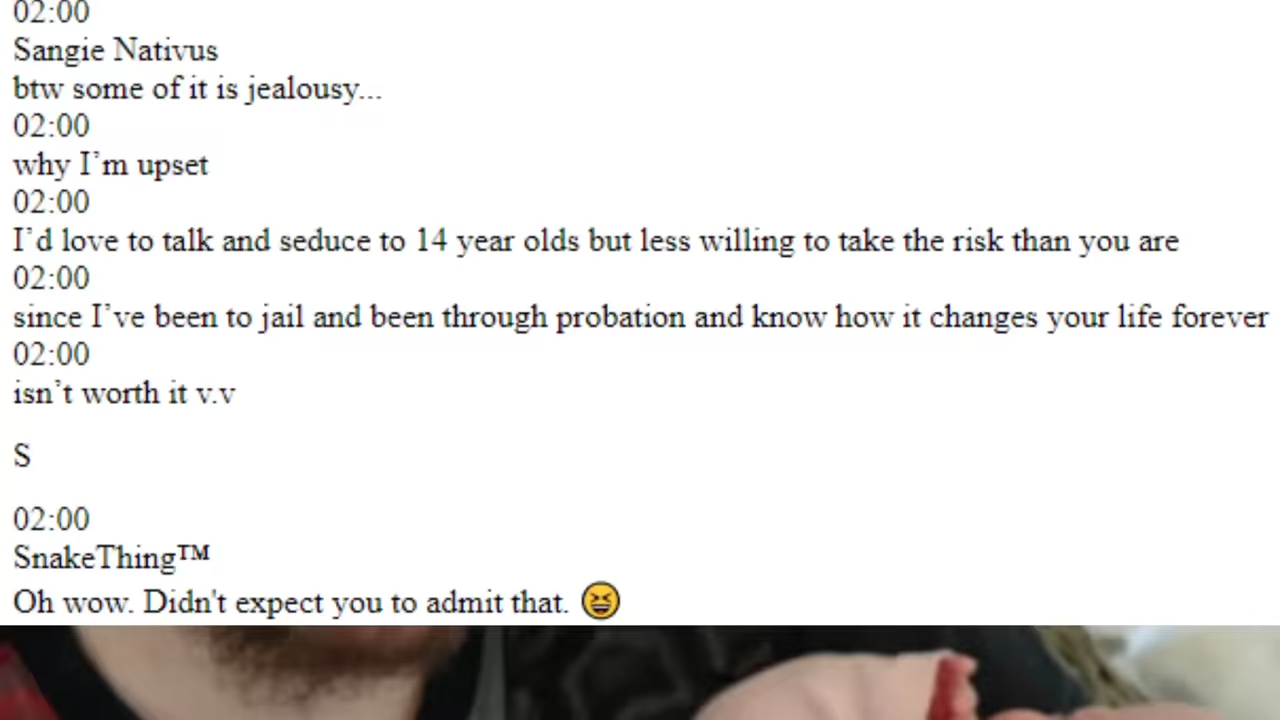 02:00
Sangie Nativus
btw some of it is jealousy...
02:00
why I’m upset
02:00
I’d love to talk and seduce to 14 year olds but less willing to take the risk than you are
02:00
since I’ve been to jail and been through probation and know how it changes your life forever
02:00
isn’t worth it v.v
S
02:00
SnakeThing™
Oh wow. Didn't expect you to admit that. 😆